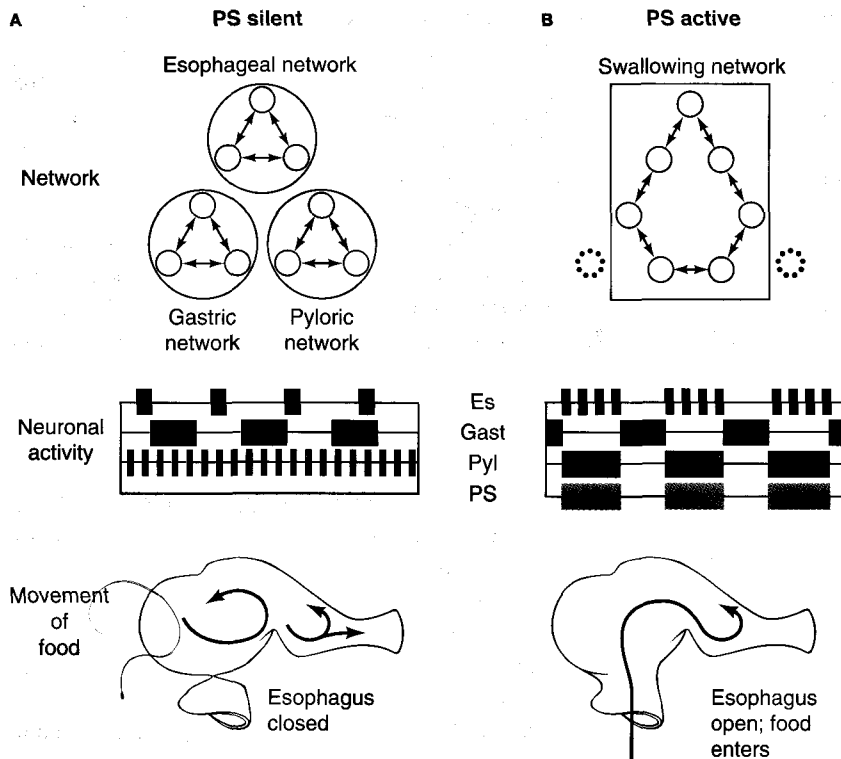 A
PS silent
B
PS active
Esophageal network
Swallowing network
Network
Gastric
network
Pyloric
network
Neuronal
activity
Es
Gast
Pyl
PS
Movement
of
food
Esophagus
closed
Esophagus
open; food
enters